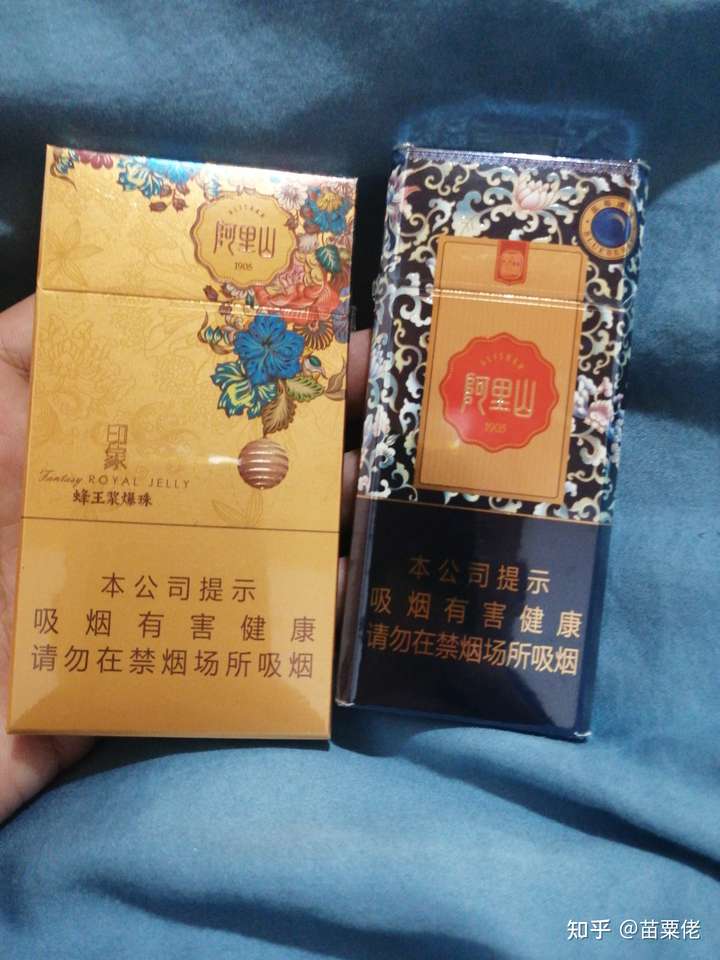 阿里山
1905
印象
Fantasy ROYAL JELLY
蜂王浆爆珠
本公司提示
吸烟有害健康
请勿在禁烟场所吸烟
阿里山
1905
本公司提示
吸烟有害健康
请勿在禁烟场所吸烟
知乎 @苗粟佬